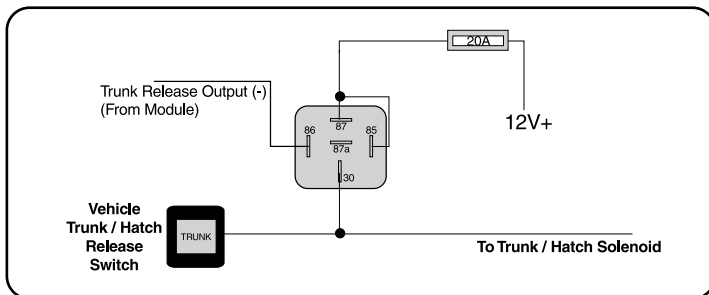 20A
Trunk Release Output (-)
(From Module)
12V+
87
86
85
87a
30
Vehicle
Trunk / Hatch
Release
Switch
TRUNK
To Trunk / Hatch Solenoid